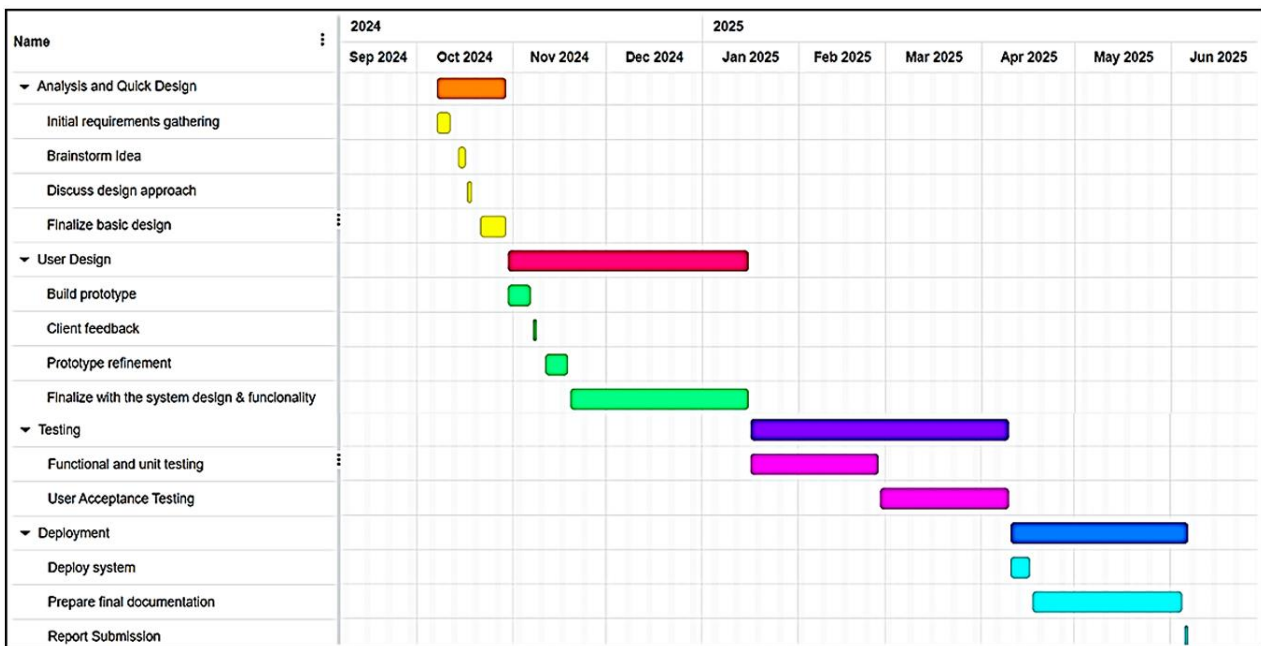 2024 2025
Name
Sep 2024 Oct 2024 Nov 2024 Dec 2024 Jan 2025 Feb 2025 Mar 2025 Apr 2025 May 2025 Jun 2025
Analysis and Quick Design
Initial requirements gathering
Brainstorm Idea
Discuss design approach
Finalize basic design
User Design
Build prototype
Client feedback
Prototype refinement
Finalize with the system design & funcionality
Testing
Functional and unit testing
User Acceptance Testing
Deployment
Deploy system
Prepare final documentation
Report Submission